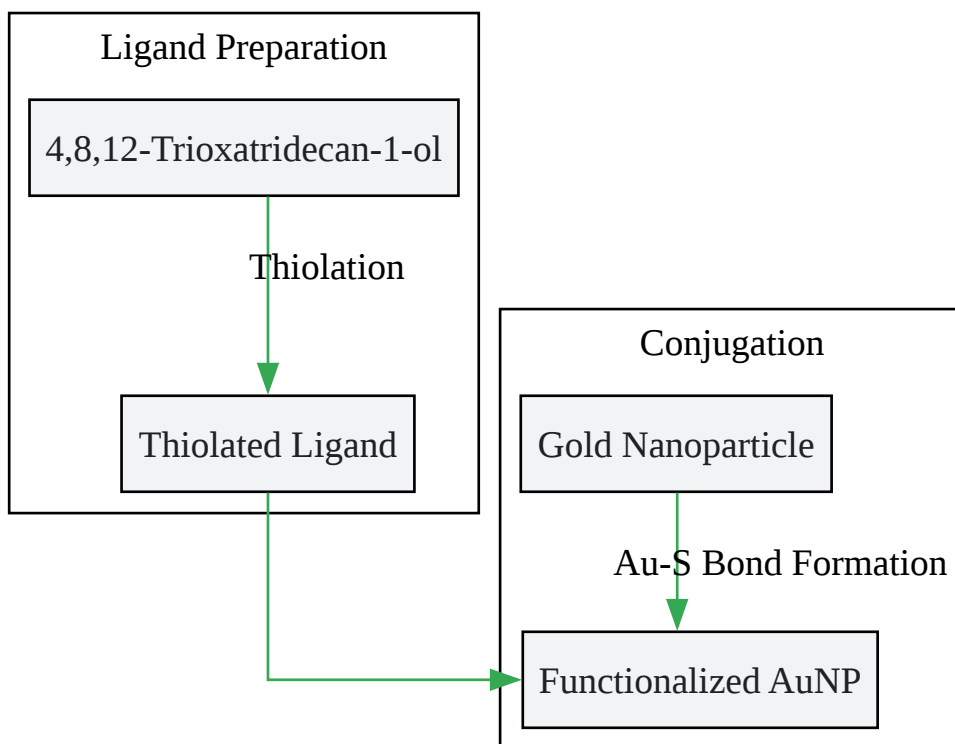 Ligand Preparation
4,8,12-Trioxatridecan-1-ol
Thiolation
Thiolated Ligand
Conjugation
Gold Nanoparticle
Au-S Bond Formation
Functionalized AuNP